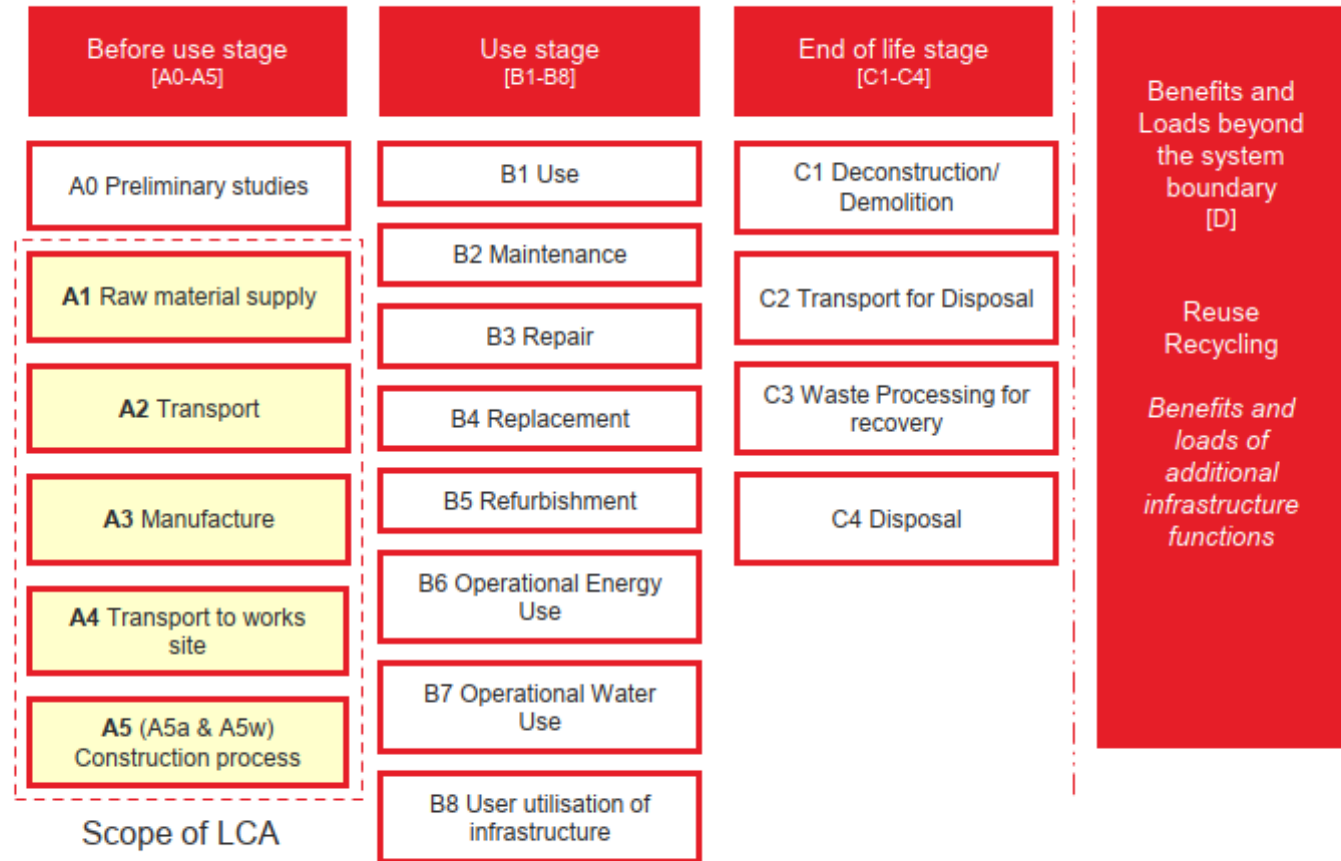 Before use stage
[A0-A5]
A0 Preliminary studies
A1 Raw material supply
A2 Transport
A3 Manufacture
A4 Transport to works
site
A5 (A5a & A5w)
Construction process
Scope of LCA
Use stage
[B1-B8]
B1 Use
B2 Maintenance
B3 Repair
B4 Replacement
B5 Refurbishment
B6 Operational Energy
Use
B7 Operational Water
Use
B8 User utilisation of
infrastructure
End of life stage
[C1-C4]
C1 Deconstruction/
Demolition
C2 Transport for Disposal
C3 Waste Processing for
recovery
C4 Disposal
Benefits and
Loads beyond
the system
boundary
[D]
Reuse
Recycling
Benefits and
loads of
additional
infrastructure
functions